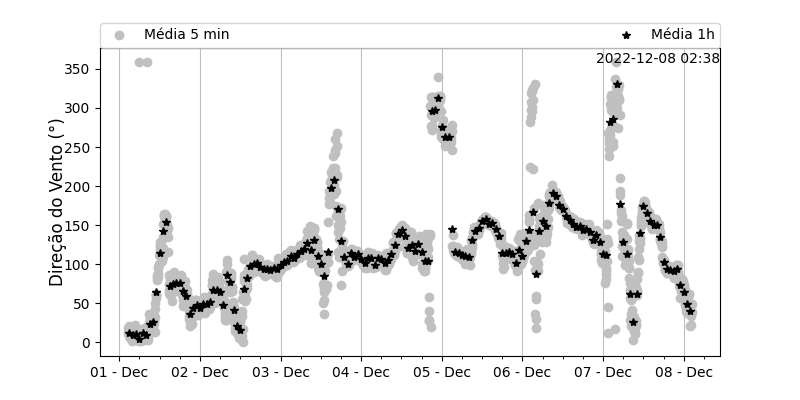 Média 5 min
Média 1h
2022-12-08 02:38
Direção do Vento (°)
350
300
250
200
150
100
50
0
01 - Dec
02 - Dec
03 - Dec
04 - Dec
05 - Dec
06 - Dec
07 - Dec
08 - Dec